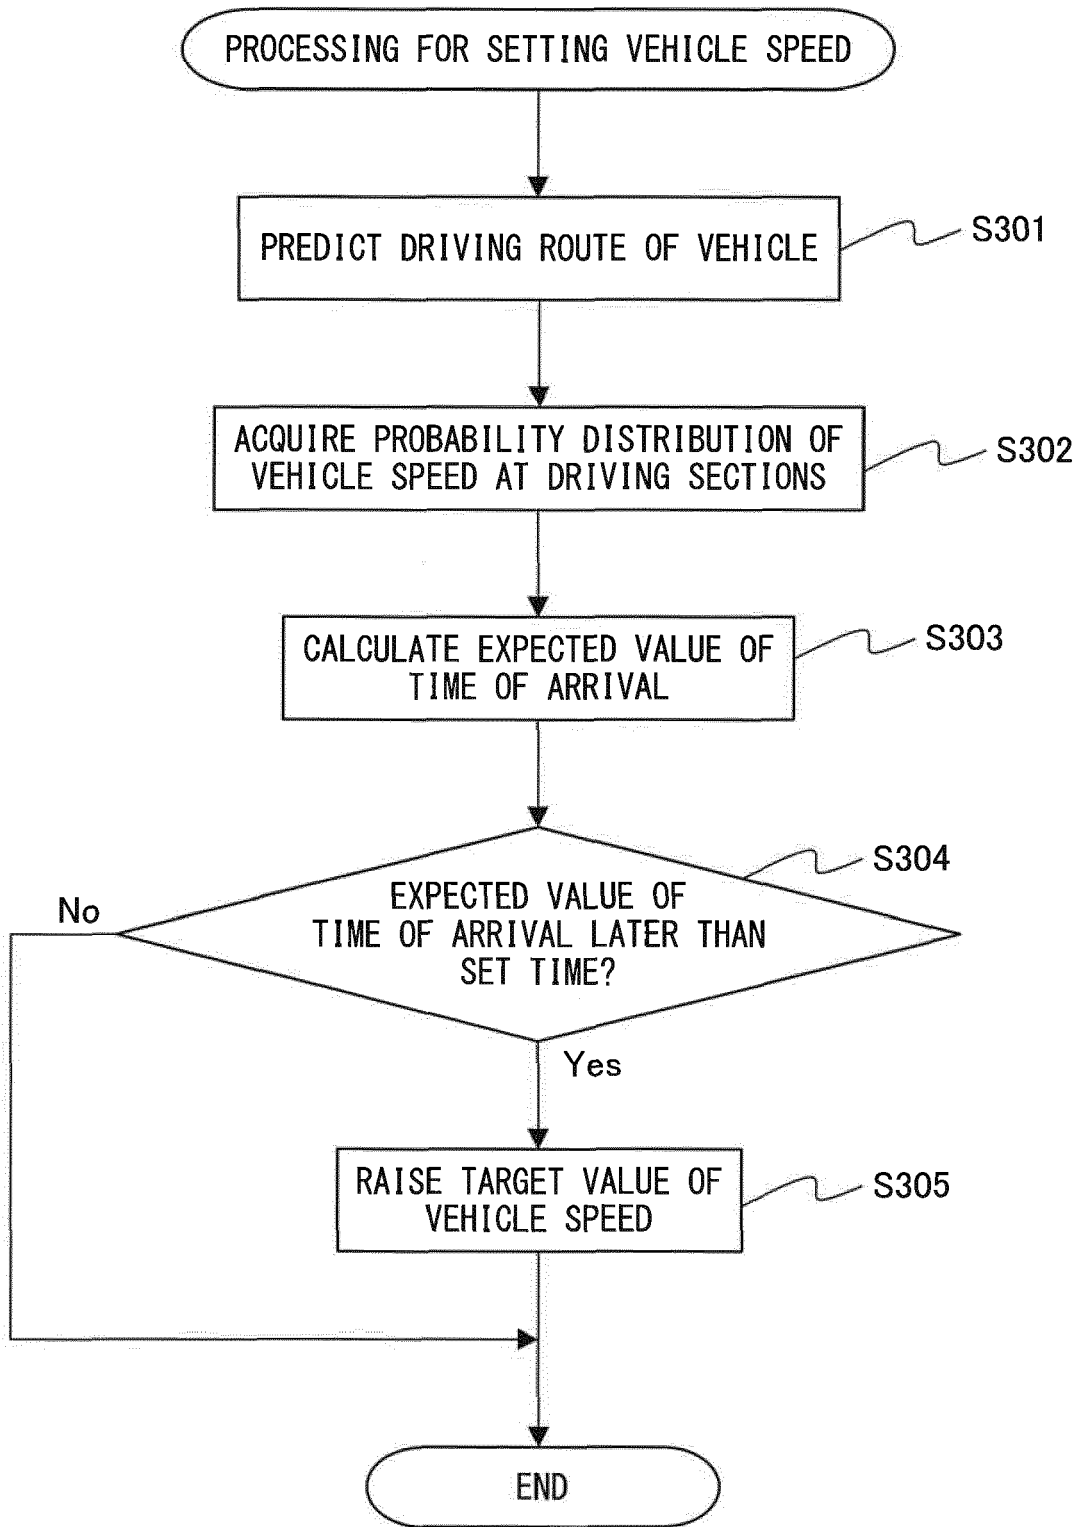 PROCESSING FOR SETTING VEHICLE SPEED
PREDICT DRIVING ROUTE OF VEHICLE
S301
ACQUIRE PROBABILITY DISTRIBUTION OF
VEHICLE SPEED AT DRIVING SECTIONS
S302
CALCULATE EXPECTED VALUE OF
TIME OF ARRIVAL
S303
EXPECTED VALUE OF
TIME OF ARRIVAL LATER THAN
SET TIME?
S304
No
Yes
RAISE TARGET VALUE OF
VEHICLE SPEED
S305
END